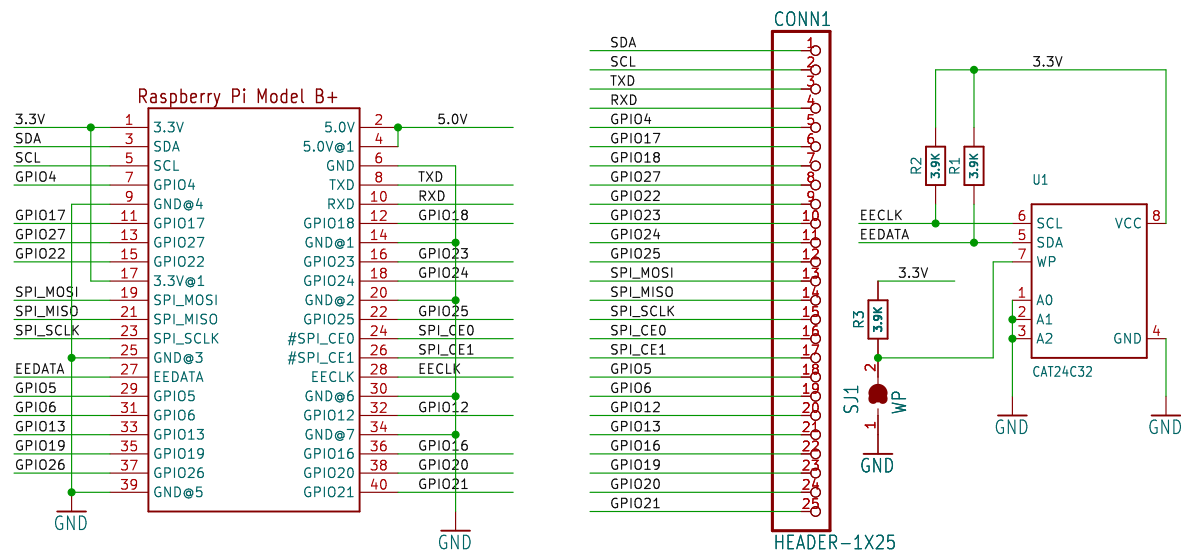 Raspberry Pi Model B+
3.3V 1 3.3V 5.0V 2 5.0V
SDA 3 SDA 5.0V@1 4
SCL 5 SCL GND 6
GPIO4 7 GPIO4 TXD 8 TXD
9 GND@4 RXD 10 RXD
GPIO17 11 GPIO17 GPIO18 12 GPIO18
GPIO27 13 GPIO27 GND@1 14
GPIO22 15 GPIO22 GPIO23 16 GPIO23
17 3.3V@1 GPIO24 18 GPIO24
SPI_MOSI 19 SPI_MOSI GND@2 20
SPI_MISO 21 SPI_MISO GPIO25 22 GPIO25
SPI_SCLK 23 SPI_SCLK #SPI_CE0 24 SPI_CE0
25 GND@3 #SPI_CE1 26 SPI_CE1
EEDATA 27 EEDATA EECLK 28 EECLK
GPIO5 29 GPIO5 GND@6 30
GPIO6 31 GPIO6 GPIO12 32 GPIO12
GPIO13 33 GPIO13 GND@7 34
GPIO19 35 GPIO19 GPIO16 36 GPIO16
GPIO26 37 GPIO26 GPIO20 38 GPIO20
39 GND@5 GPIO21 40 GPIO21
GND
GND
CONN1
SDA 1
SCL 2
TXD 3
RXD 4
GPIO4 5
GPIO17 6
GPIO18 7
GPIO27 8
GPIO22 9
GPIO23 10
GPIO24 11
GPIO25 12
SPI_MOSI 13
SPI_MISO 14
SPI_SCLK 15
SPI_CE0 16
SPI_CE1 17
GPIO5 18
GPIO6 19
GPIO12 20
GPIO13 21
GPIO16 22
GPIO19 23
GPIO20 24
GPIO21 25
HEADER-1X25
3.3V
R2 3.9K R1 3.9K
U1
EECLK 6 SCL VCC 8
EEDATA 5 SDA
7 WP
3.3V
1 A0
R3 3.9K 2 A1
3 A2 GND 4
CAT24C32
2
SJ1 WP
1
GND
GND
GND